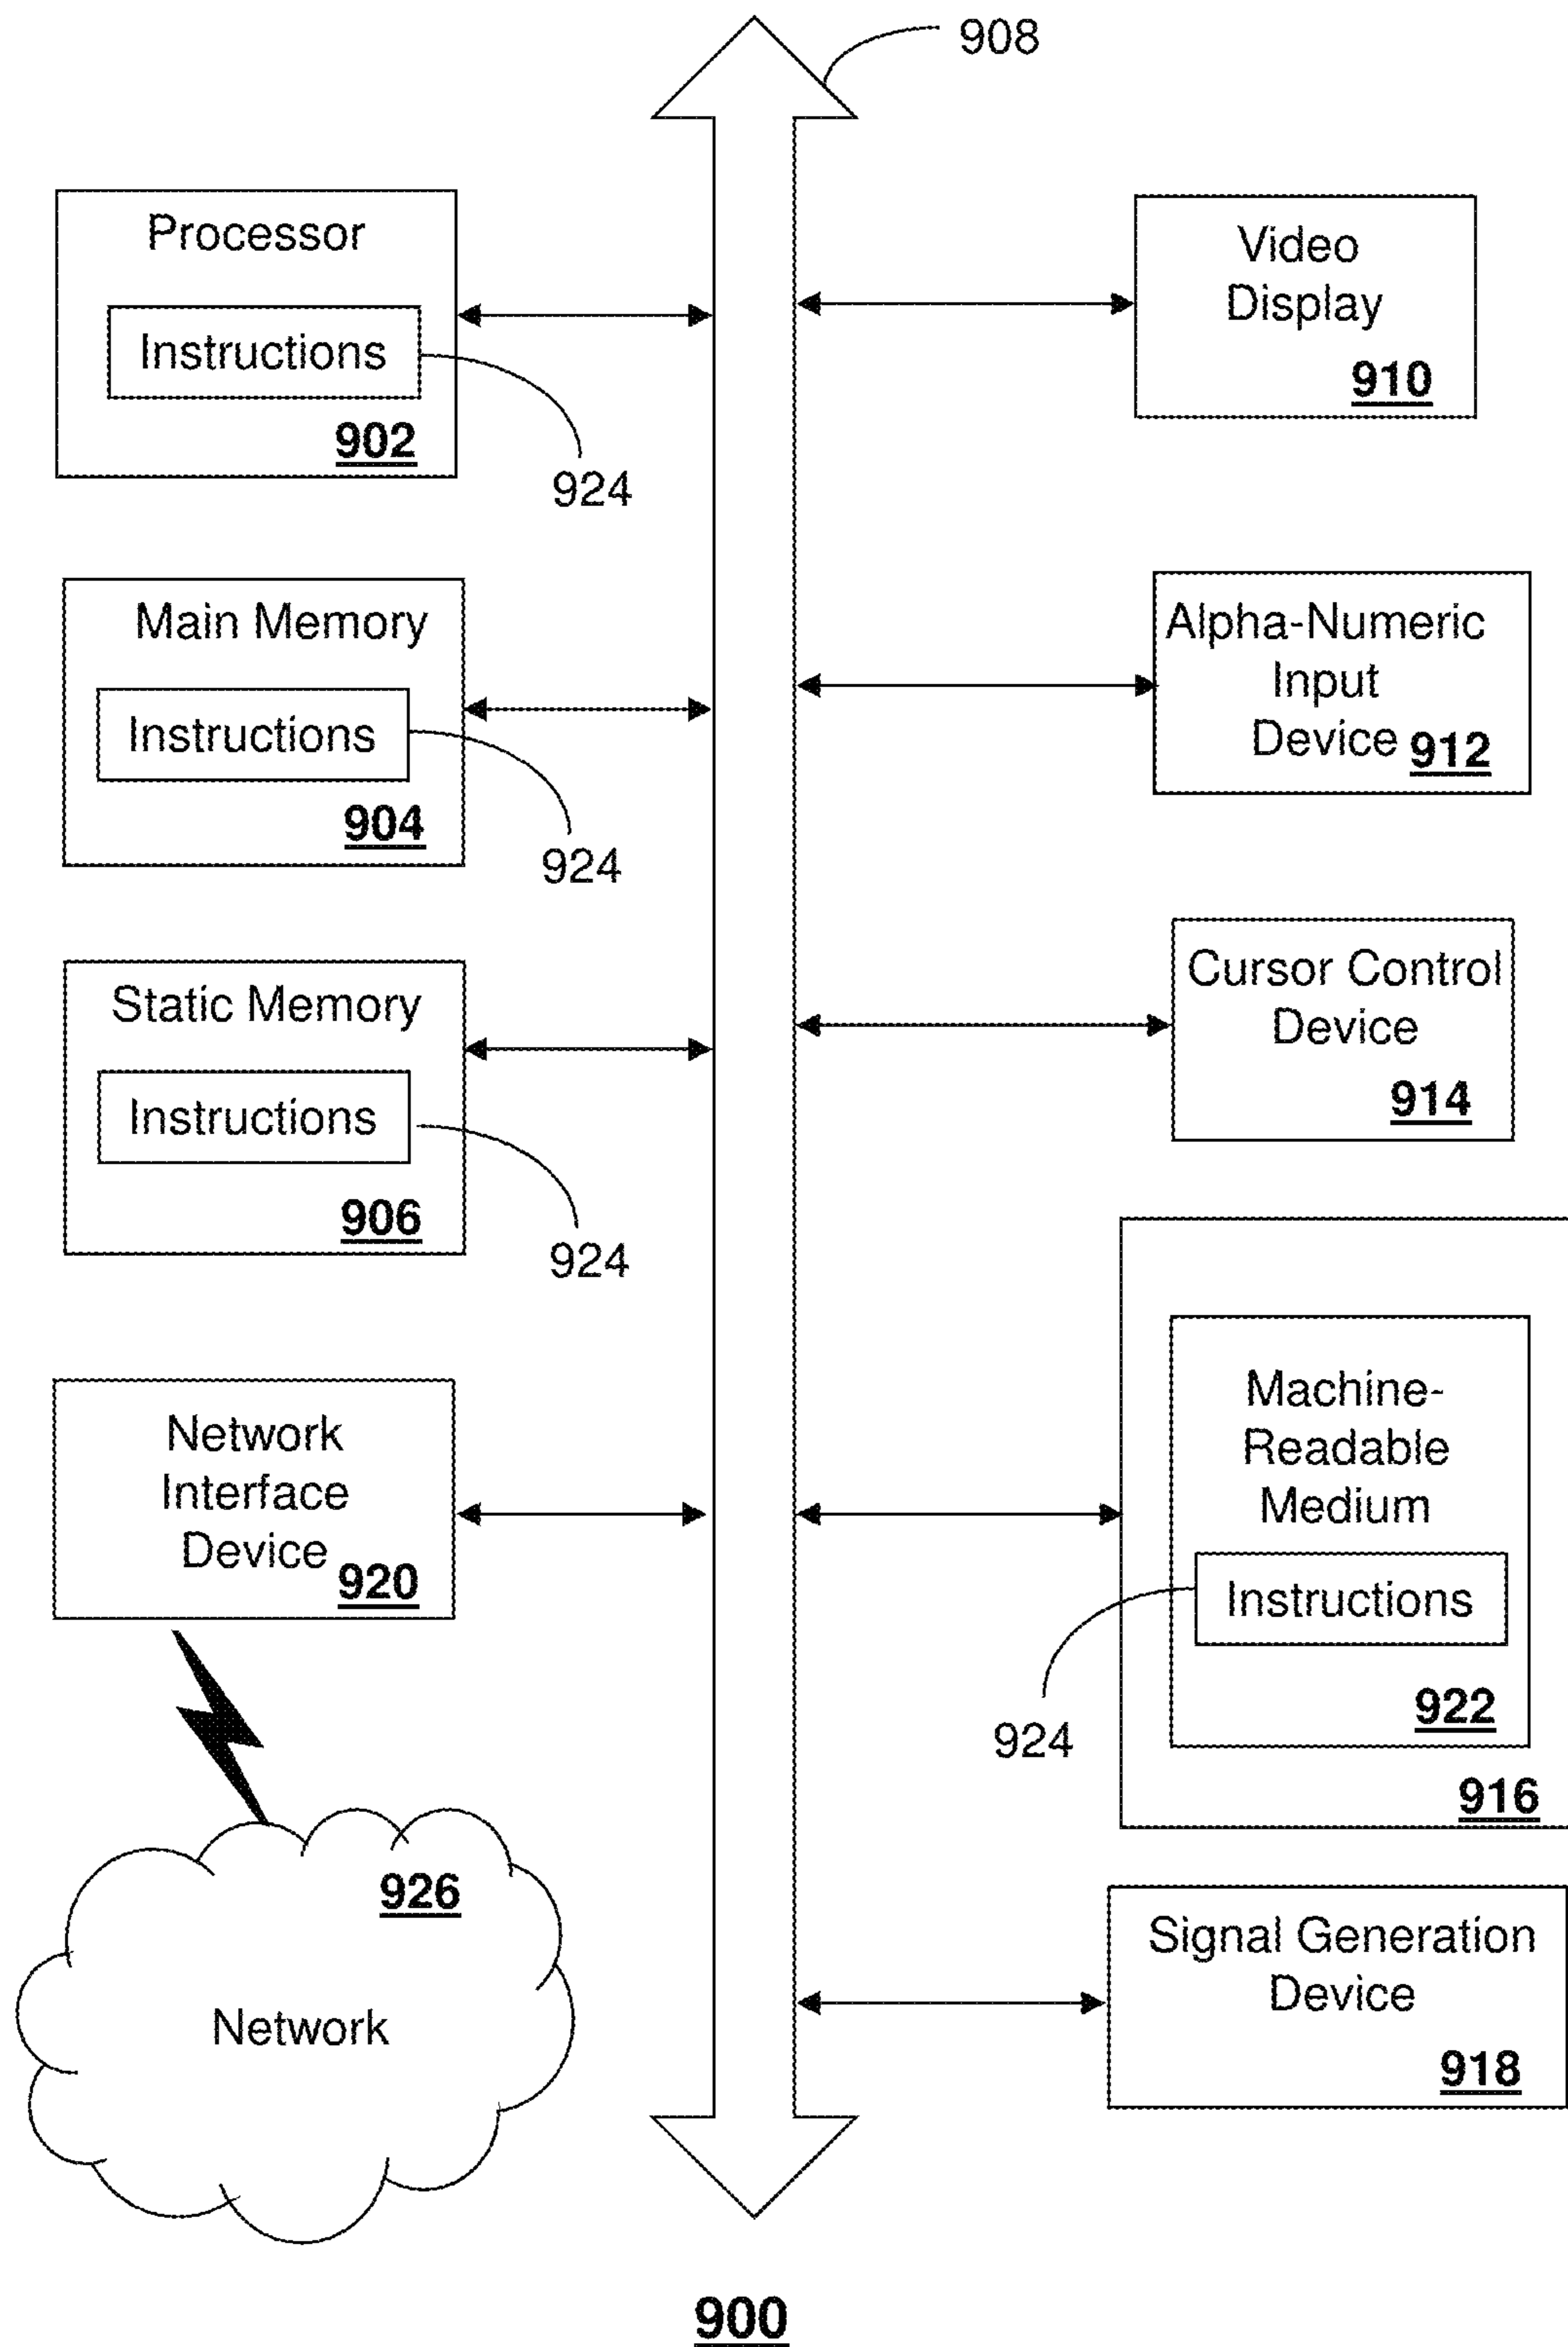 908
Processor
Instructions
902
924
Main Memory
Instructions
904
924
Static Memory
Instructions
906
924
Network
Interface
Device
920
926
Network
Video
Display
910
Alpha-Numeric
Input
Device
912
Cursor Control
Device
914
Machine-
Readable
Medium
Instructions
922
924
916
Signal Generation
Device
918
900